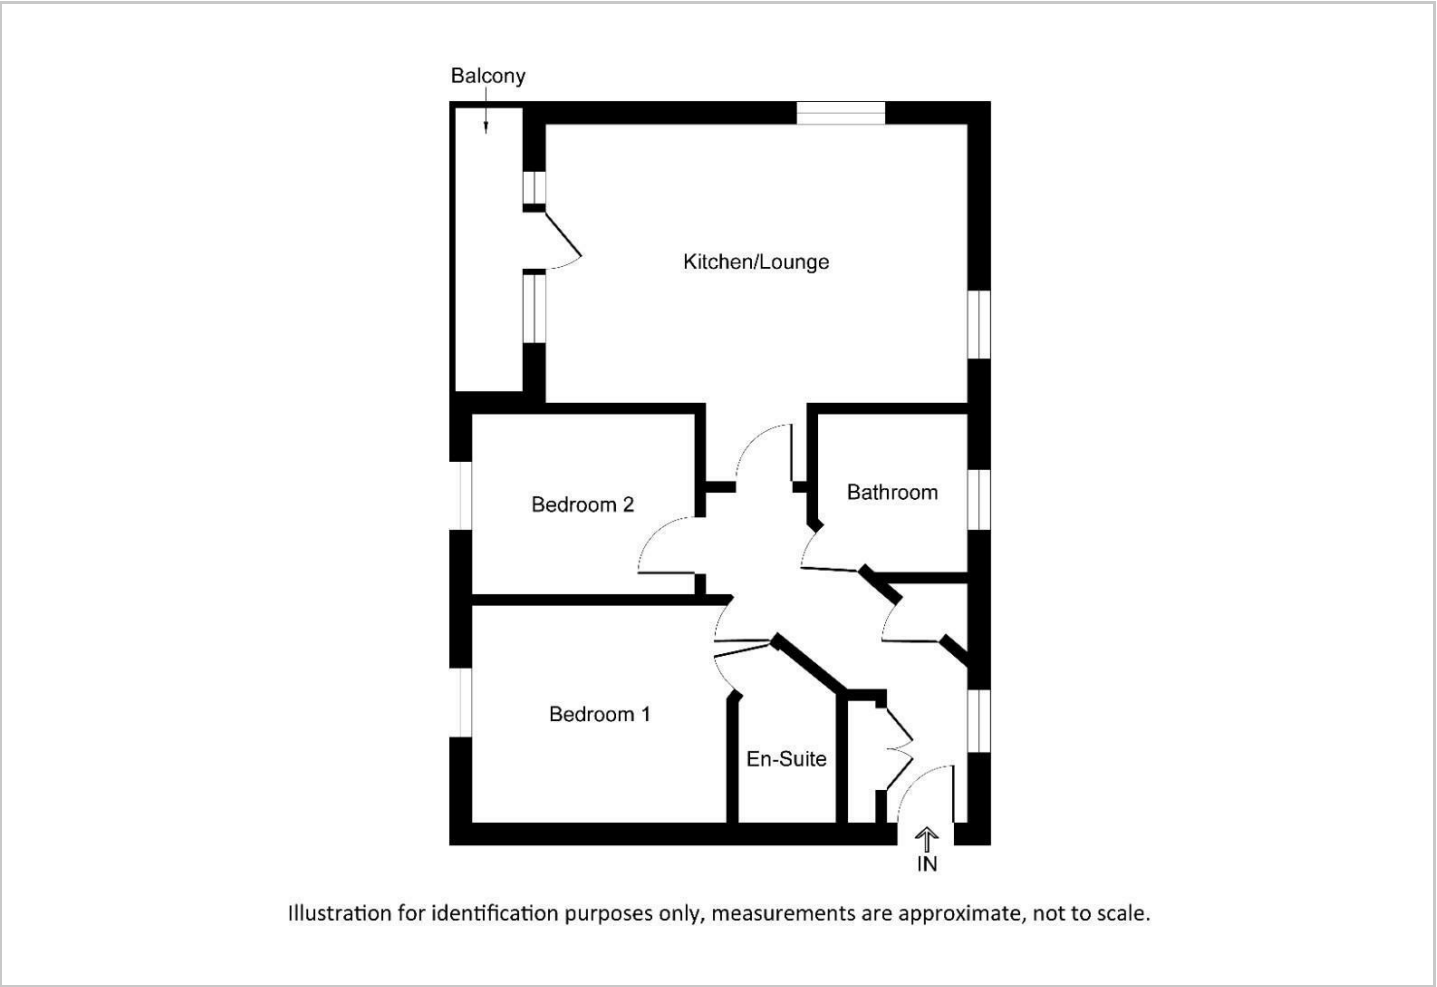 Balcony
Kitchen/Lounge
Bedroom 2
Bathroom
Bedroom 1
En-Suite
IN
Illustration for identification purposes only, measurements are approximate, not to scale.